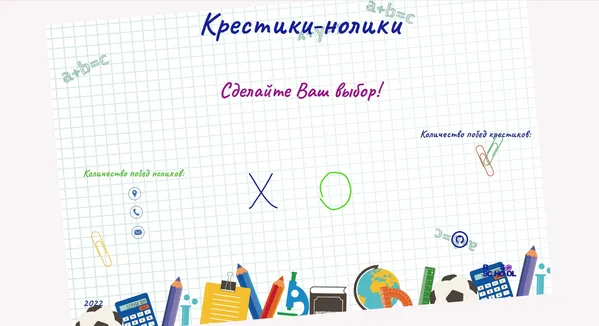 Крестики-нолики
a+b=c
x+y
a+b=c
Сделайте Ваш выбор!
Количество побед крестиков:
Количество побед ноликов:
X O
a+b=c
SCHOOL
2022